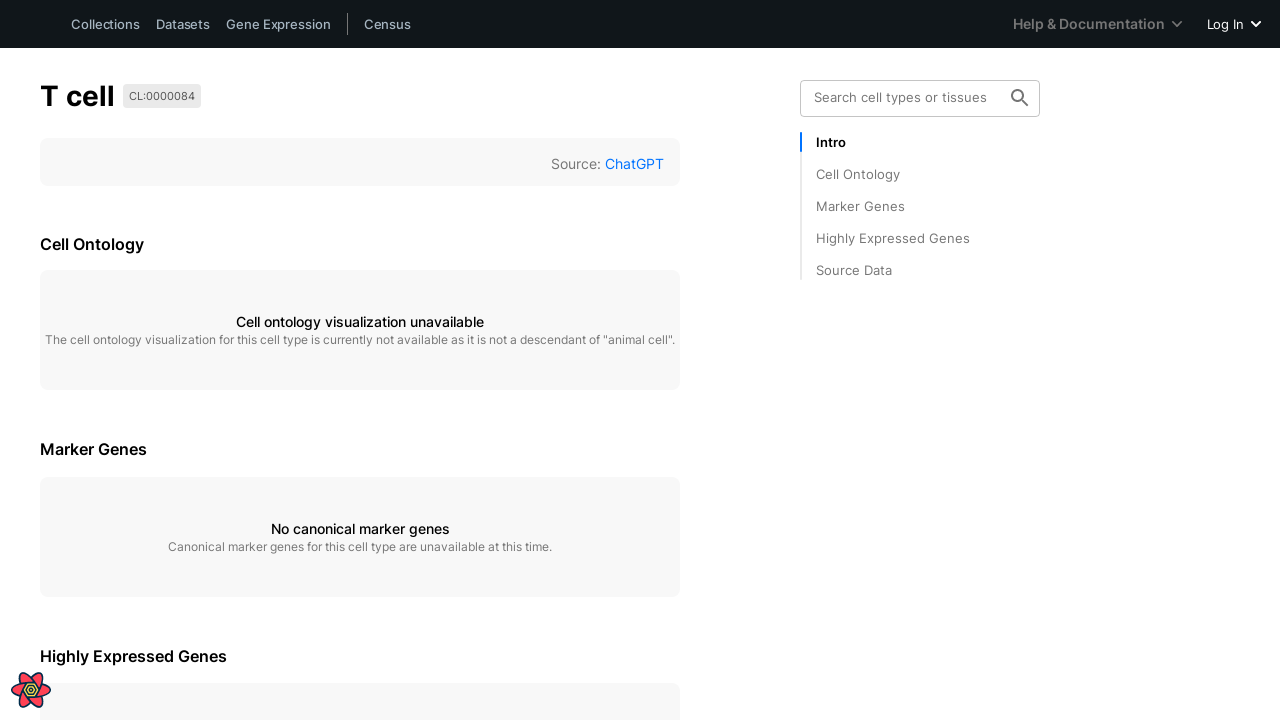 Collections Datasets Gene Expression Census Help & Documentation Log In
T cell CL:0000084
Search cell types or tissues
Intro
Cell Ontology
Marker Genes
Highly Expressed Genes
Source Data
Source: ChatGPT
Cell Ontology
Cell ontology visualization unavailable
The cell ontology visualization for this cell type is currently not available as it is not a descendant of "animal cell".
Marker Genes
No canonical marker genes
Canonical marker genes for this cell type are unavailable at this time.
Highly Expressed Genes